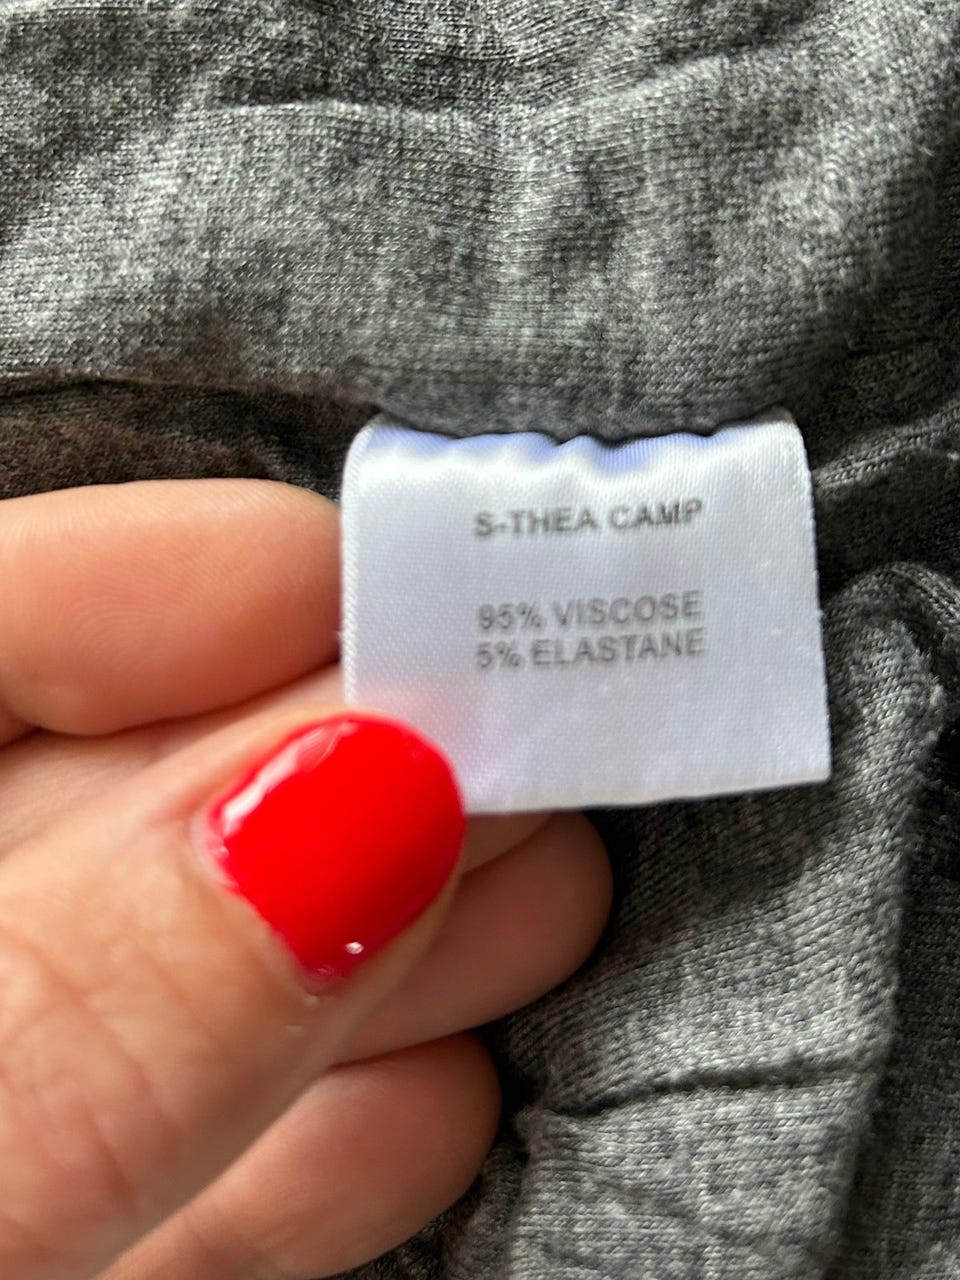 S-THEA CAMP
95% VISCOSE
5% ELASTANE